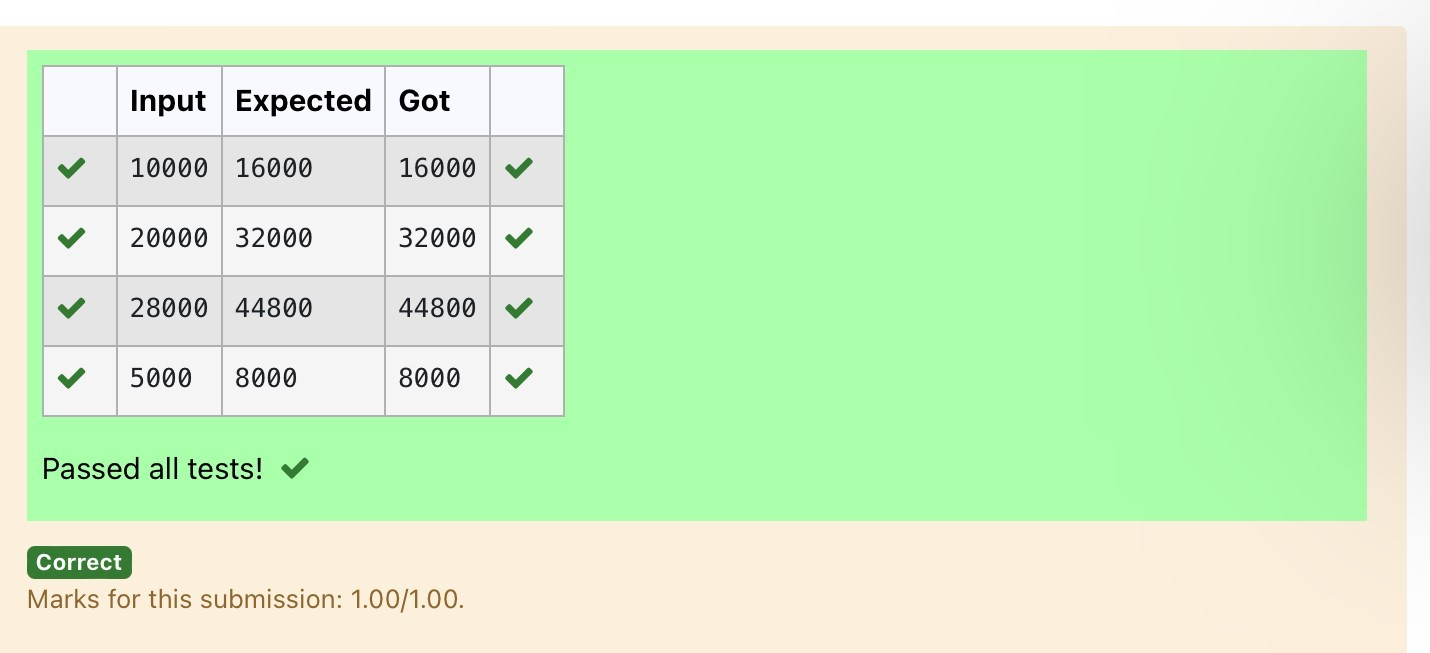 Input Expected Got
10000 16000 16000
20000 32000 32000
28000 44800 44800
5000 8000 8000
Passed all tests!
Correct
Marks for this submission: 1.00/1.00.